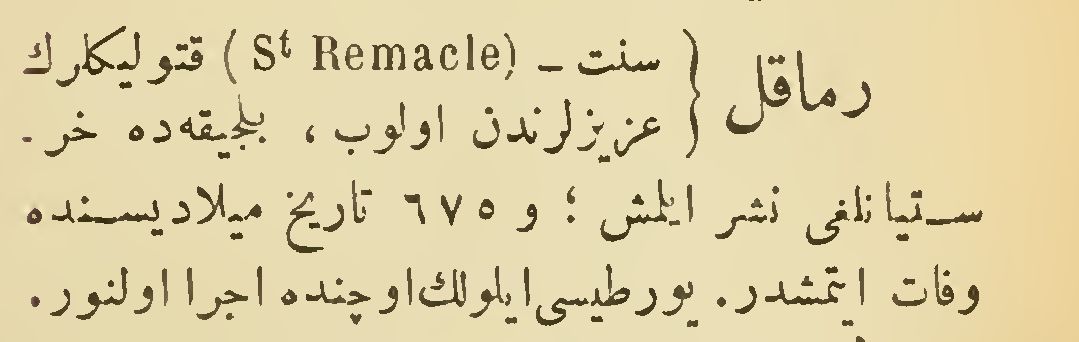 رماقل { سنت ـ (St Remacle) قتولیكلرك
عزیزلرندن اولوب ، بلجیقه‌ده خر ـ
ستیانلغی نشر ایلمش ؛ و ٦٧٥ تاریخ میلادیسنده
وفات ایتمشدر . یورطیسی ایلولك اوچنده اجرا اولنور .